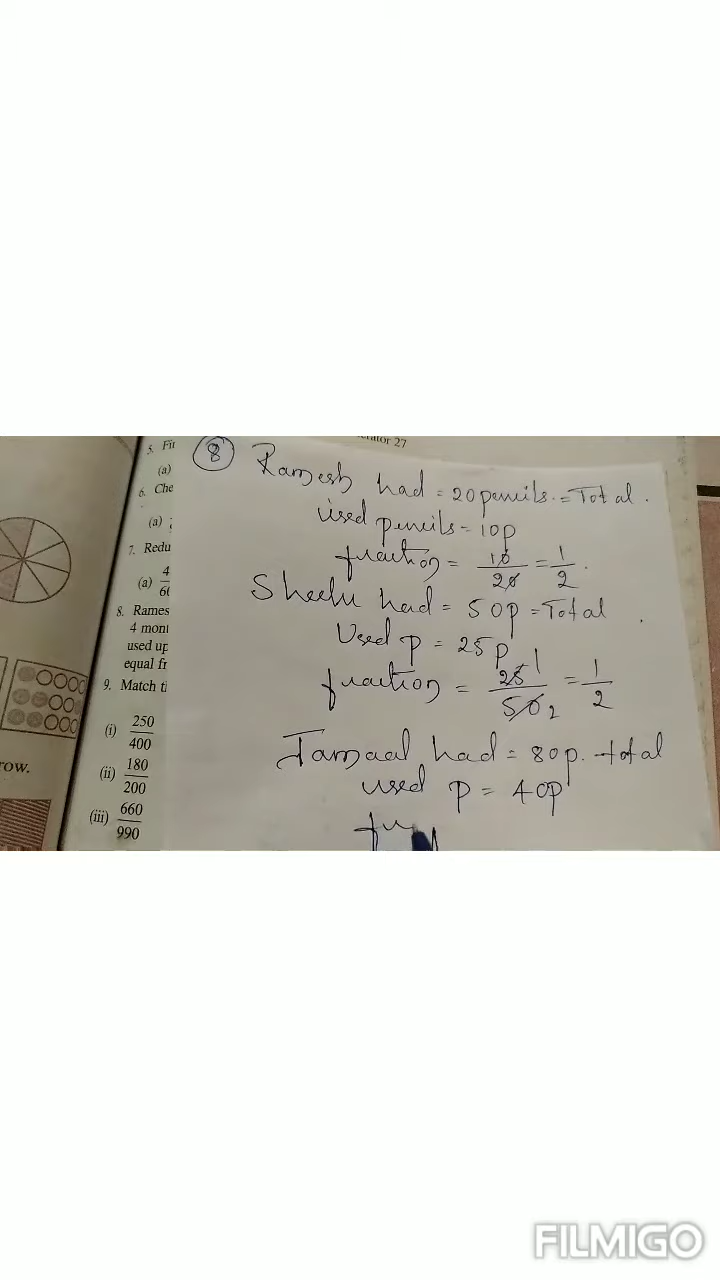 erator 27
5. Fit
(a)
6. Che
(a)
7. Redu
(a) 4
60
8. Rames
4 mont
used up
equal fr
9. Match t
(i) 250
400
(ii) 180
200
(iii) 660
990
row.
8 Ramesh had = 20 pencils. = Total.
Used pencils = 10p
fraction = 10/20 = 1/2.
Sheelu had = 50p = Total.
Used p = 25p
fraction = 25/50 1 2 = 1/2
Jamaal had = 80p. total
used p = 40p
FILMIGO